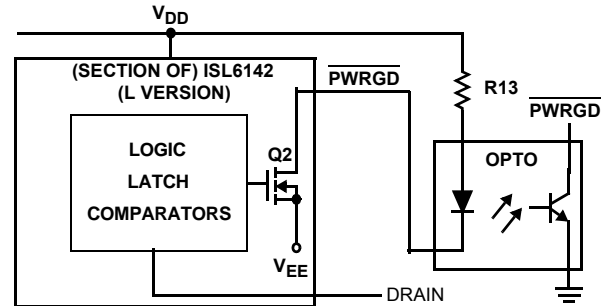 VDD
(SECTION OF) ISL6142
(L VERSION)
PWRGD
R13
PWRGD
LOGIC
LATCH
COMPARATORS
Q2
OPTO
VEE
DRAIN